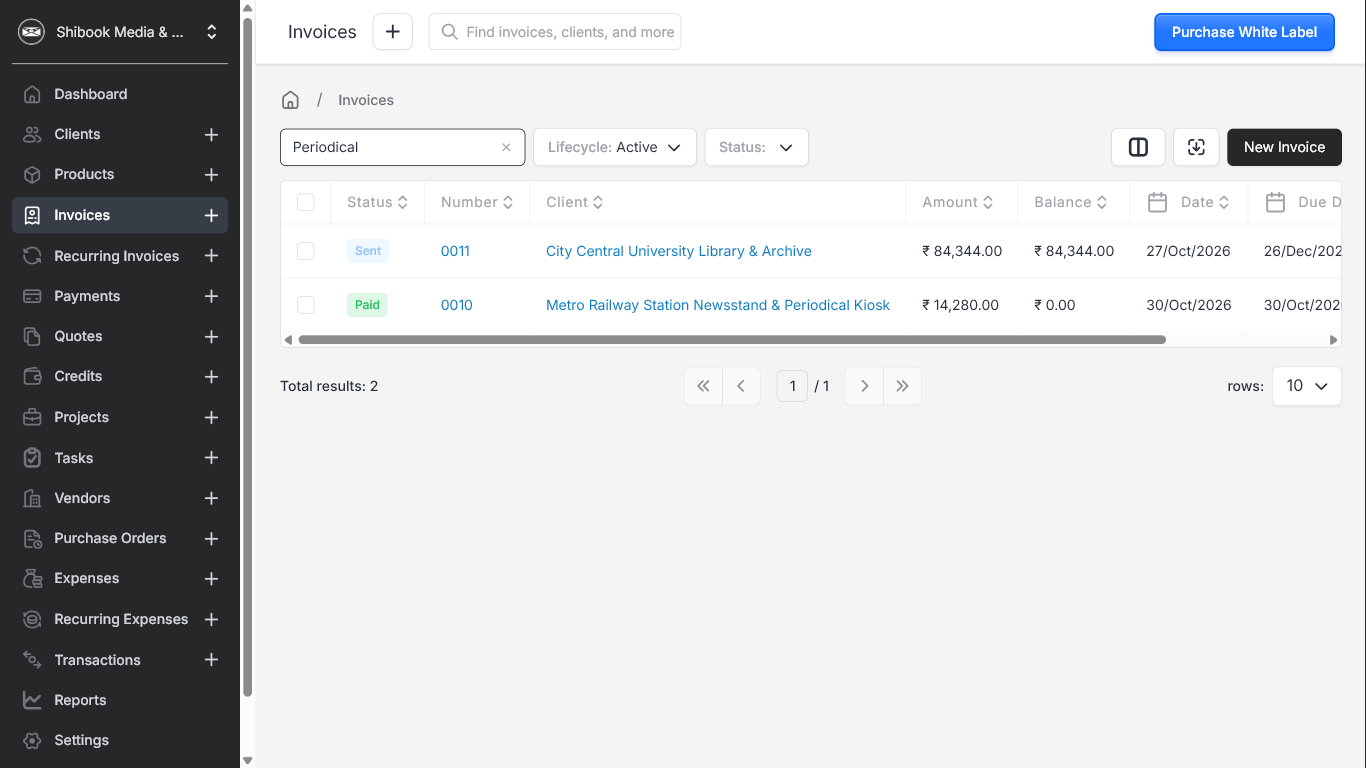 Shibook Media & ...
Dashboard
Clients
Products
Invoices
Recurring Invoices
Payments
Quotes
Credits
Projects
Tasks
Vendors
Purchase Orders
Expenses
Recurring Expenses
Transactions
Reports
Settings
Invoices
Find invoices, clients, and more
Purchase White Label
/ Invoices
Periodical
Lifecycle: Active
Status:
New Invoice
Status Number Client Amount Balance Date Due D
Sent 0011 City Central University Library & Archive ₹ 84,344.00 ₹ 84,344.00 27/Oct/2026 26/Dec/202
Paid 0010 Metro Railway Station Newsstand & Periodical Kiosk ₹ 14,280.00 ₹ 0.00 30/Oct/2026 30/Oct/202
Total results: 2
1 / 1
rows: 10